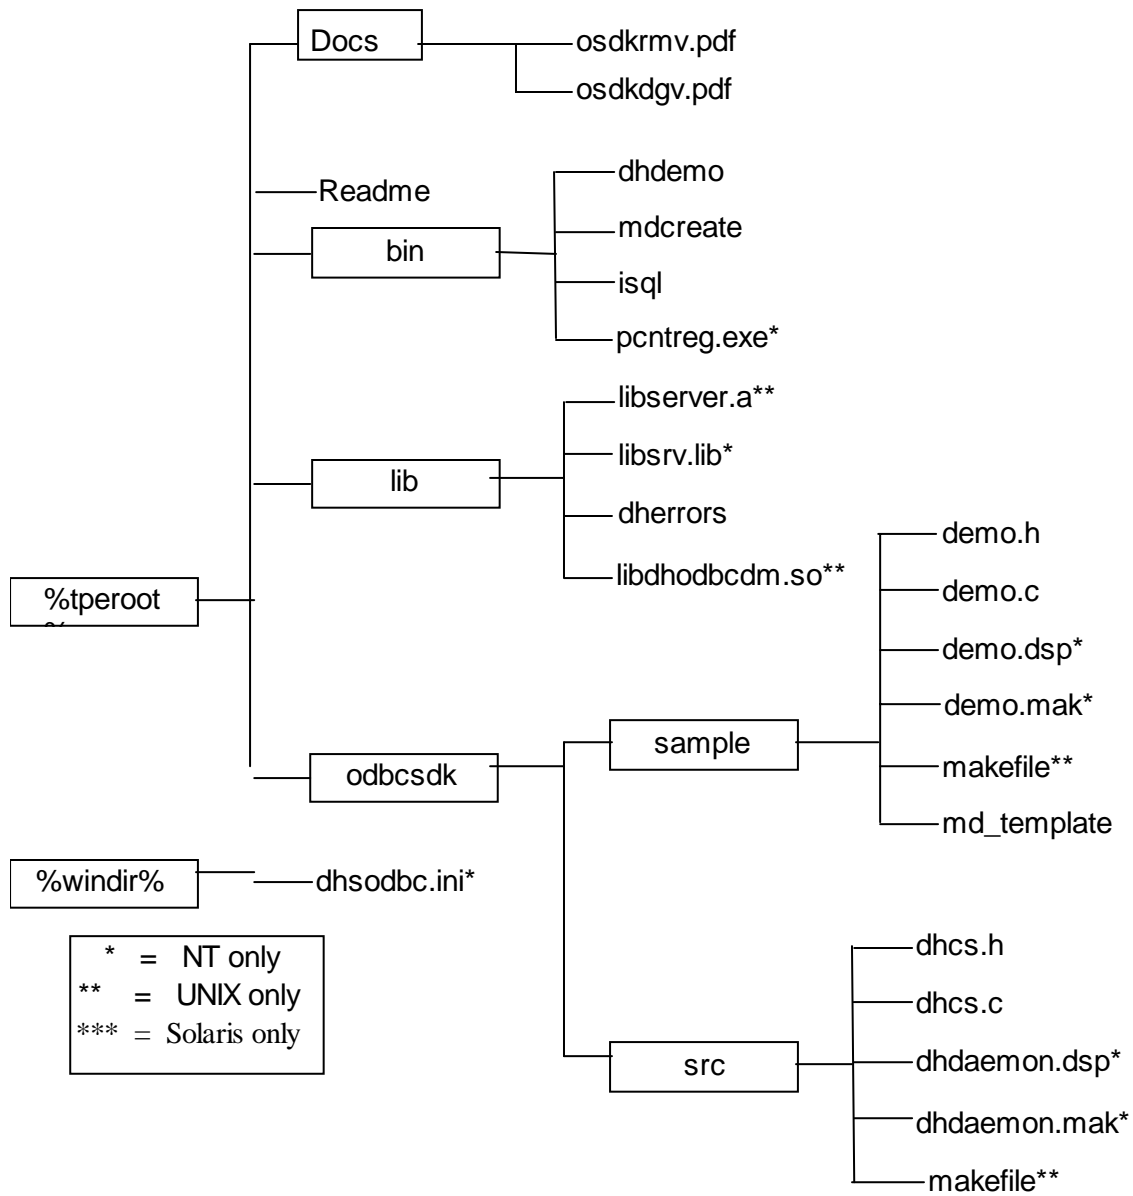 Docs
osdkrmv.pdf
osdkdgv.pdf
Readme
bin
dhdemo
mdcreate
isql
pcntreg.exe*
lib
libserver.a**
libsrv.lib*
dherrors
libdhodbcdm.so**
%tperoot
%
odbcsdk
sample
demo.h
demo.c
demo.dsp*
demo.mak*
makefile**
md_template
src
dhcs.h
dhcs.c
dhdaemon.dsp*
dhdaemon.mak*
makefile**
%windir%
dhsodbc.ini*
* = NT only
** = UNIX only
*** = Solaris only